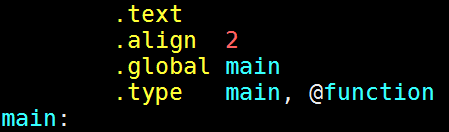 .text
.align 2
.global main
.type main, @function
main: